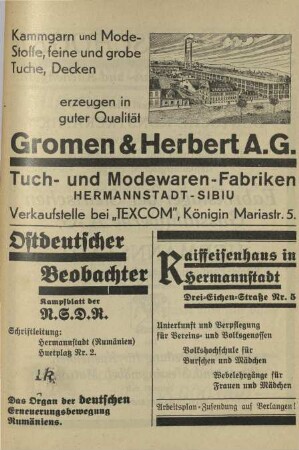 Kammgarn und Mode-
Stoffe, feine und grobe
Tuche, Decken
erzeugen in
guter Qualität
Gromen & Herbert A.G.
Tuch- und Modewaren-Fabriken
HERMANNSTADT-SIBIU
Verkaufstelle bei „TEXCOM”, Königin Mariastr. 5.
Ostdeutscher
Beobachter
Kampfblatt der
N.S.D.R.
Schriftleitung:
Hermannstadt (Rumänien)
Huetplatz Nr. 2.
Das Organ der deutschen
Erneuerungsbewegung
Rumäniens.
Raiffeisenhaus in
Hermannstadt
Drei-Eichen-Straße Nr. 5
Unterkunft und Verpflegung
für Vereins- und Volksgenossen
Volkshochschule für
Burschen und Mädchen
Webelehrgänge für
Frauen und Mädchen
Arbeitsplan-Zusendung auf Verlangen!